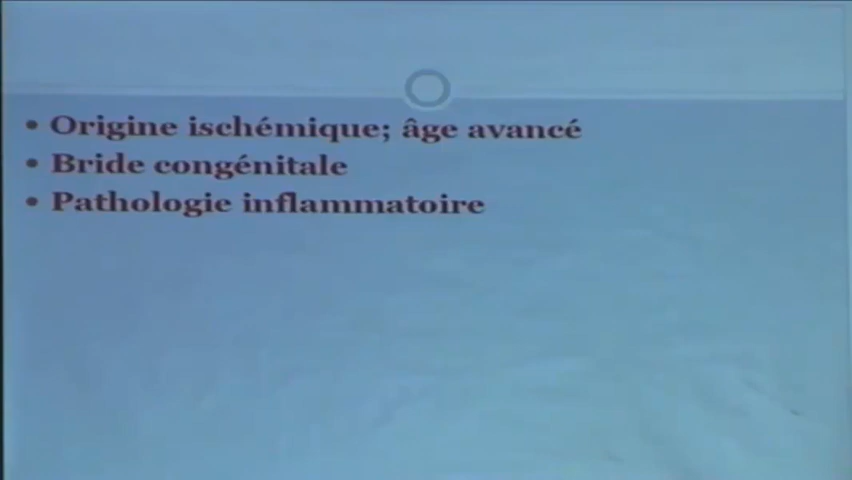 • Origine ischémique; âge avancé
• Bride congénitale
• Pathologie inflammatoire